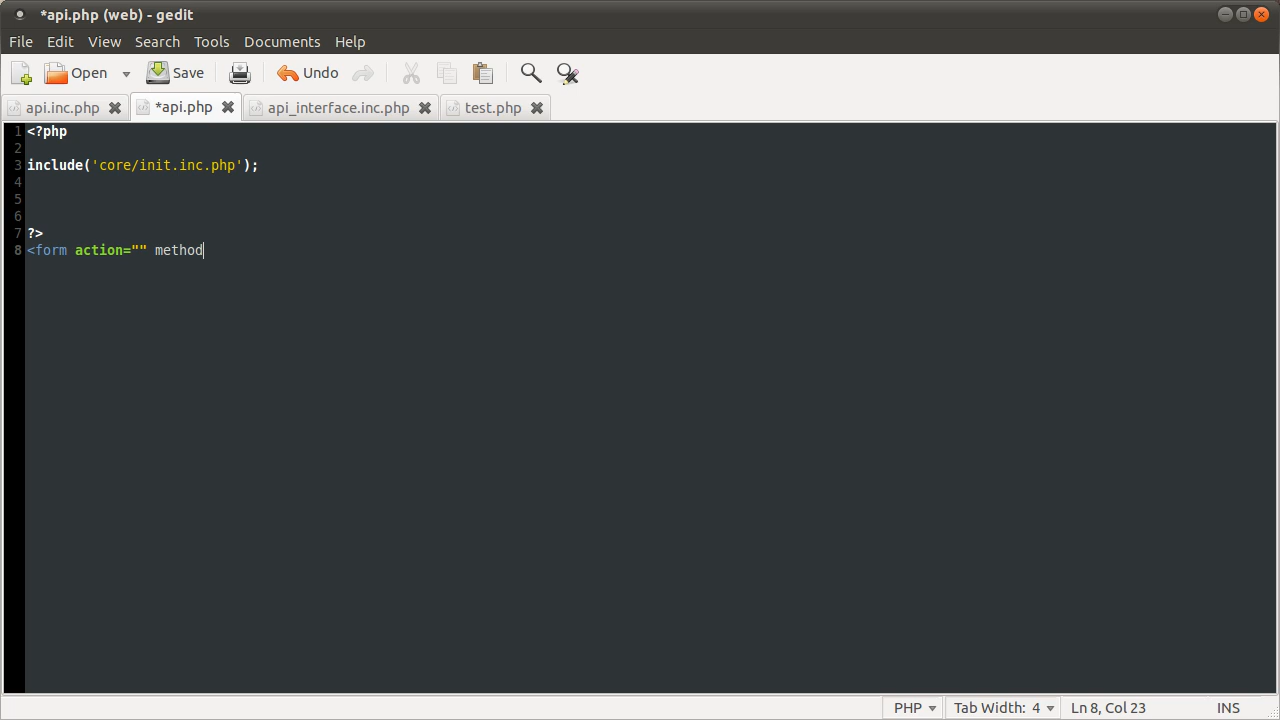 *api.php (web) - gedit
File Edit View Search Tools Documents Help
Open Save Undo
api.inc.php *api.php api_interface.inc.php test.php
1 <?php
2
3 include('core/init.inc.php');
4
5
6
7 ?>
8 <form action="" method
PHP Tab Width: 4 Ln 8, Col 23 INS